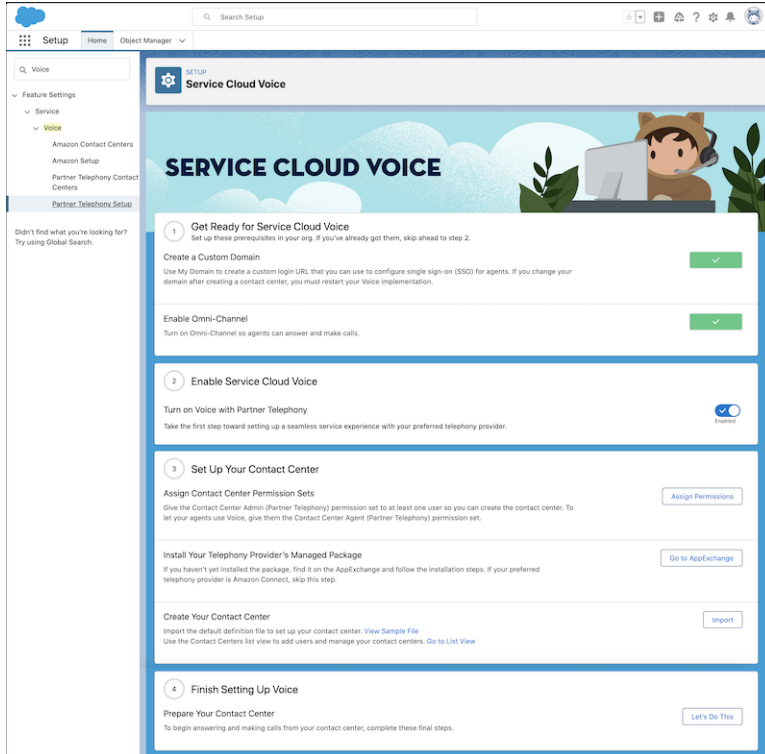 Search Setup
Setup
Home
Object Manager
Voice
Feature Settings
Service
Voice
Amazon Contact Centers
Amazon Setup
Partner Telephony Contact
Centers
Partner Telephony Setup
Didn't find what you're looking for?
Try using Global Search.
SETUP
Service Cloud Voice
SERVICE CLOUD VOICE
1
Get Ready for Service Cloud Voice
Set up these prerequisites in your org. If you've already got them, skip ahead to step 2.
Create a Custom Domain
Use My Domain to create a custom login URL that you can use to configure single sign-on (SSO) for agents. If you change your
domain after creating a contact center, you must restart your Voice implementation.
Enable Omni-Channel
Turn on Omni-Channel so agents can answer and make calls.
2
Enable Service Cloud Voice
Turn on Voice with Partner Telephony
Take the first step toward setting up a seamless service experience with your preferred telephony provider.
Enabled
3
Set Up Your Contact Center
Assign Contact Center Permission Sets
Give the Contact Center Admin (Partner Telephony) permission set to at least one user so you can create the contact center. To
let your agents use Voice, give them the Contact Center Agent (Partner Telephony) permission set.
Assign Permissions
Install Your Telephony Provider's Managed Package
If you haven't yet installed the package, find it on the AppExchange and follow the installation steps. If your preferred
telephony provider is Amazon Connect, skip this step.
Go to AppExchange
Create Your Contact Center
Import the default definition file to set up your contact center. View Sample File
Use the Contact Centers list view to add users and manage your contact centers. Go to List View
Import
4
Finish Setting Up Voice
Prepare Your Contact Center
To begin answering and making calls from your contact center, complete these final steps.
Let's Do This